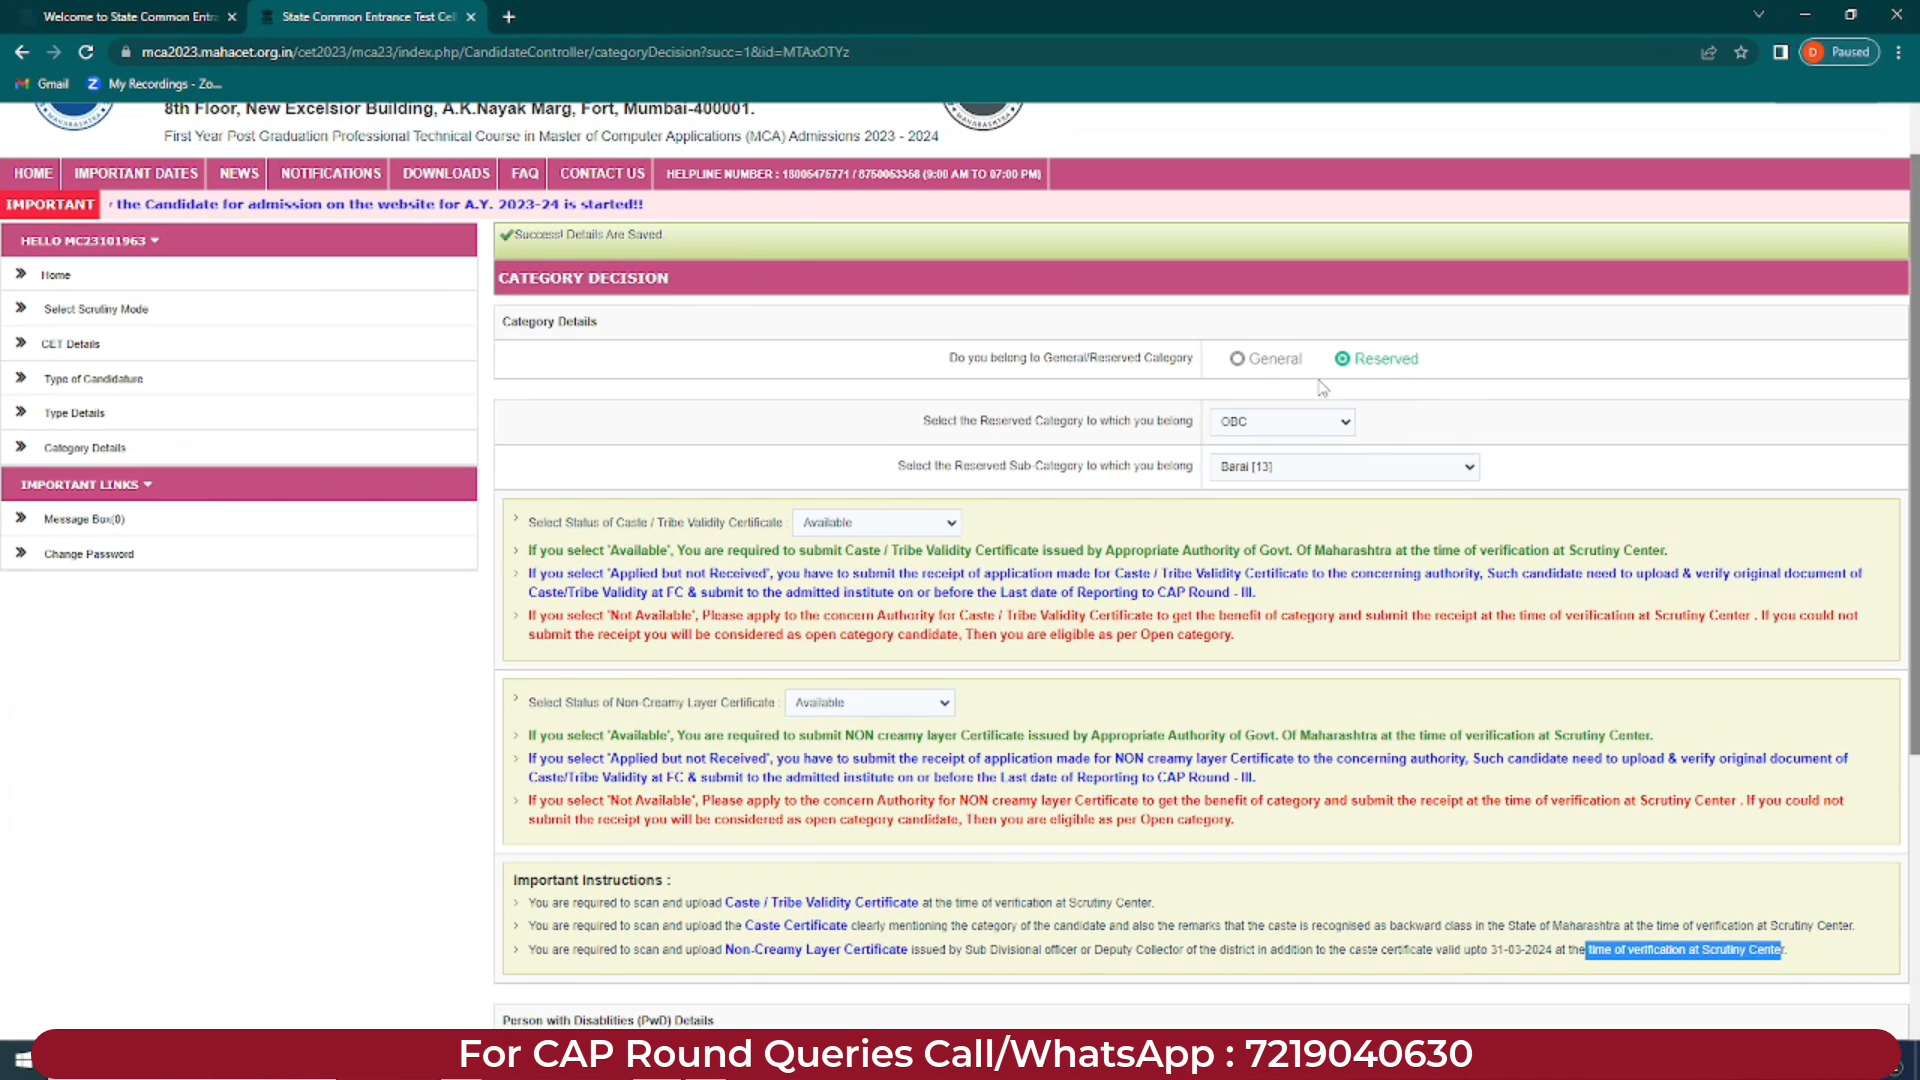 Welcome to State Common Entr
State Common Entrance Test Cell
mca2023.mahacet.org.in/cet2023/mca23/index.php/CandidateController/categoryDecision?succ=1&id=MTAxOTYz
D Paused
Gmail
Z My Recordings - Zo...
8th Floor, New Excelsior Building, A.K.Nayak Marg, Fort, Mumbai-400001.
First Year Post Graduation Professional Technical Course in Master of Computer Applications (MCA) Admissions 2023 - 2024
HOME IMPORTANT DATES NEWS NOTIFICATIONS DOWNLOADS FAQ CONTACT US HELPLINE NUMBER : 18005475771 / 8750053358 (9:00 AM TO 07:00 PM)
IMPORTANT the Candidate for admission on the website for A.Y. 2023-24 is started!!
HELLO MC23101963
Home
Select Scrutiny Mode
CET Details
Type of Candidature
Type Details
Category Details
IMPORTANT LINKS
Message Box(0)
Change Password
Success! Details Are Saved.
CATEGORY DECISION
Category Details
Do you belong to General/Reserved Category General Reserved
Select the Reserved Category to which you belong OBC
Select the Reserved Sub-Category to which you belong Barai [13]
Select Status of Caste / Tribe Validity Certificate : Available
If you select 'Available', You are required to submit Caste / Tribe Validity Certificate issued by Appropriate Authority of Govt. Of Maharashtra at the time of verification at Scrutiny Center.
If you select 'Applied but not Received', you have to submit the receipt of application made for Caste / Tribe Validity Certificate to the concerning authority, Such candidate need to upload & verify original document of
Caste/Tribe Validity at FC & submit to the admitted institute on or before the Last date of Reporting to CAP Round - III.
If you select 'Not Available', Please apply to the concern Authority for Caste / Tribe Validity Certificate to get the benefit of category and submit the receipt at the time of verification at Scrutiny Center . If you could not
submit the receipt you will be considered as open category candidate, Then you are eligible as per Open category.
Select Status of Non-Creamy Layer Certificate : Available
If you select 'Available', You are required to submit NON creamy layer Certificate issued by Appropriate Authority of Govt. Of Maharashtra at the time of verification at Scrutiny Center.
If you select 'Applied but not Received', you have to submit the receipt of application made for NON creamy layer Certificate to the concerning authority, Such candidate need to upload & verify original document of
Caste/Tribe Validity at FC & submit to the admitted institute on or before the Last date of Reporting to CAP Round - III.
If you select 'Not Available', Please apply to the concern Authority for NON creamy layer Certificate to get the benefit of category and submit the receipt at the time of verification at Scrutiny Center . If you could not
submit the receipt you will be considered as open category candidate, Then you are eligible as per Open category.
Important Instructions :
You are required to scan and upload Caste / Tribe Validity Certificate at the time of verification at Scrutiny Center.
You are required to scan and upload the Caste Certificate clearly mentioning the category of the candidate and also the remarks that the caste is recognised as backward class in the State of Maharashtra at the time of verification at Scrutiny Center.
You are required to scan and upload Non-Creamy Layer Certificate issued by Sub Divisional officer or Deputy Collector of the district in addition to the caste certificate valid upto 31-03-2024 at the time of verification at Scrutiny Center.
Person with Disablities (PwD) Details
For CAP Round Queries Call/WhatsApp : 7219040630